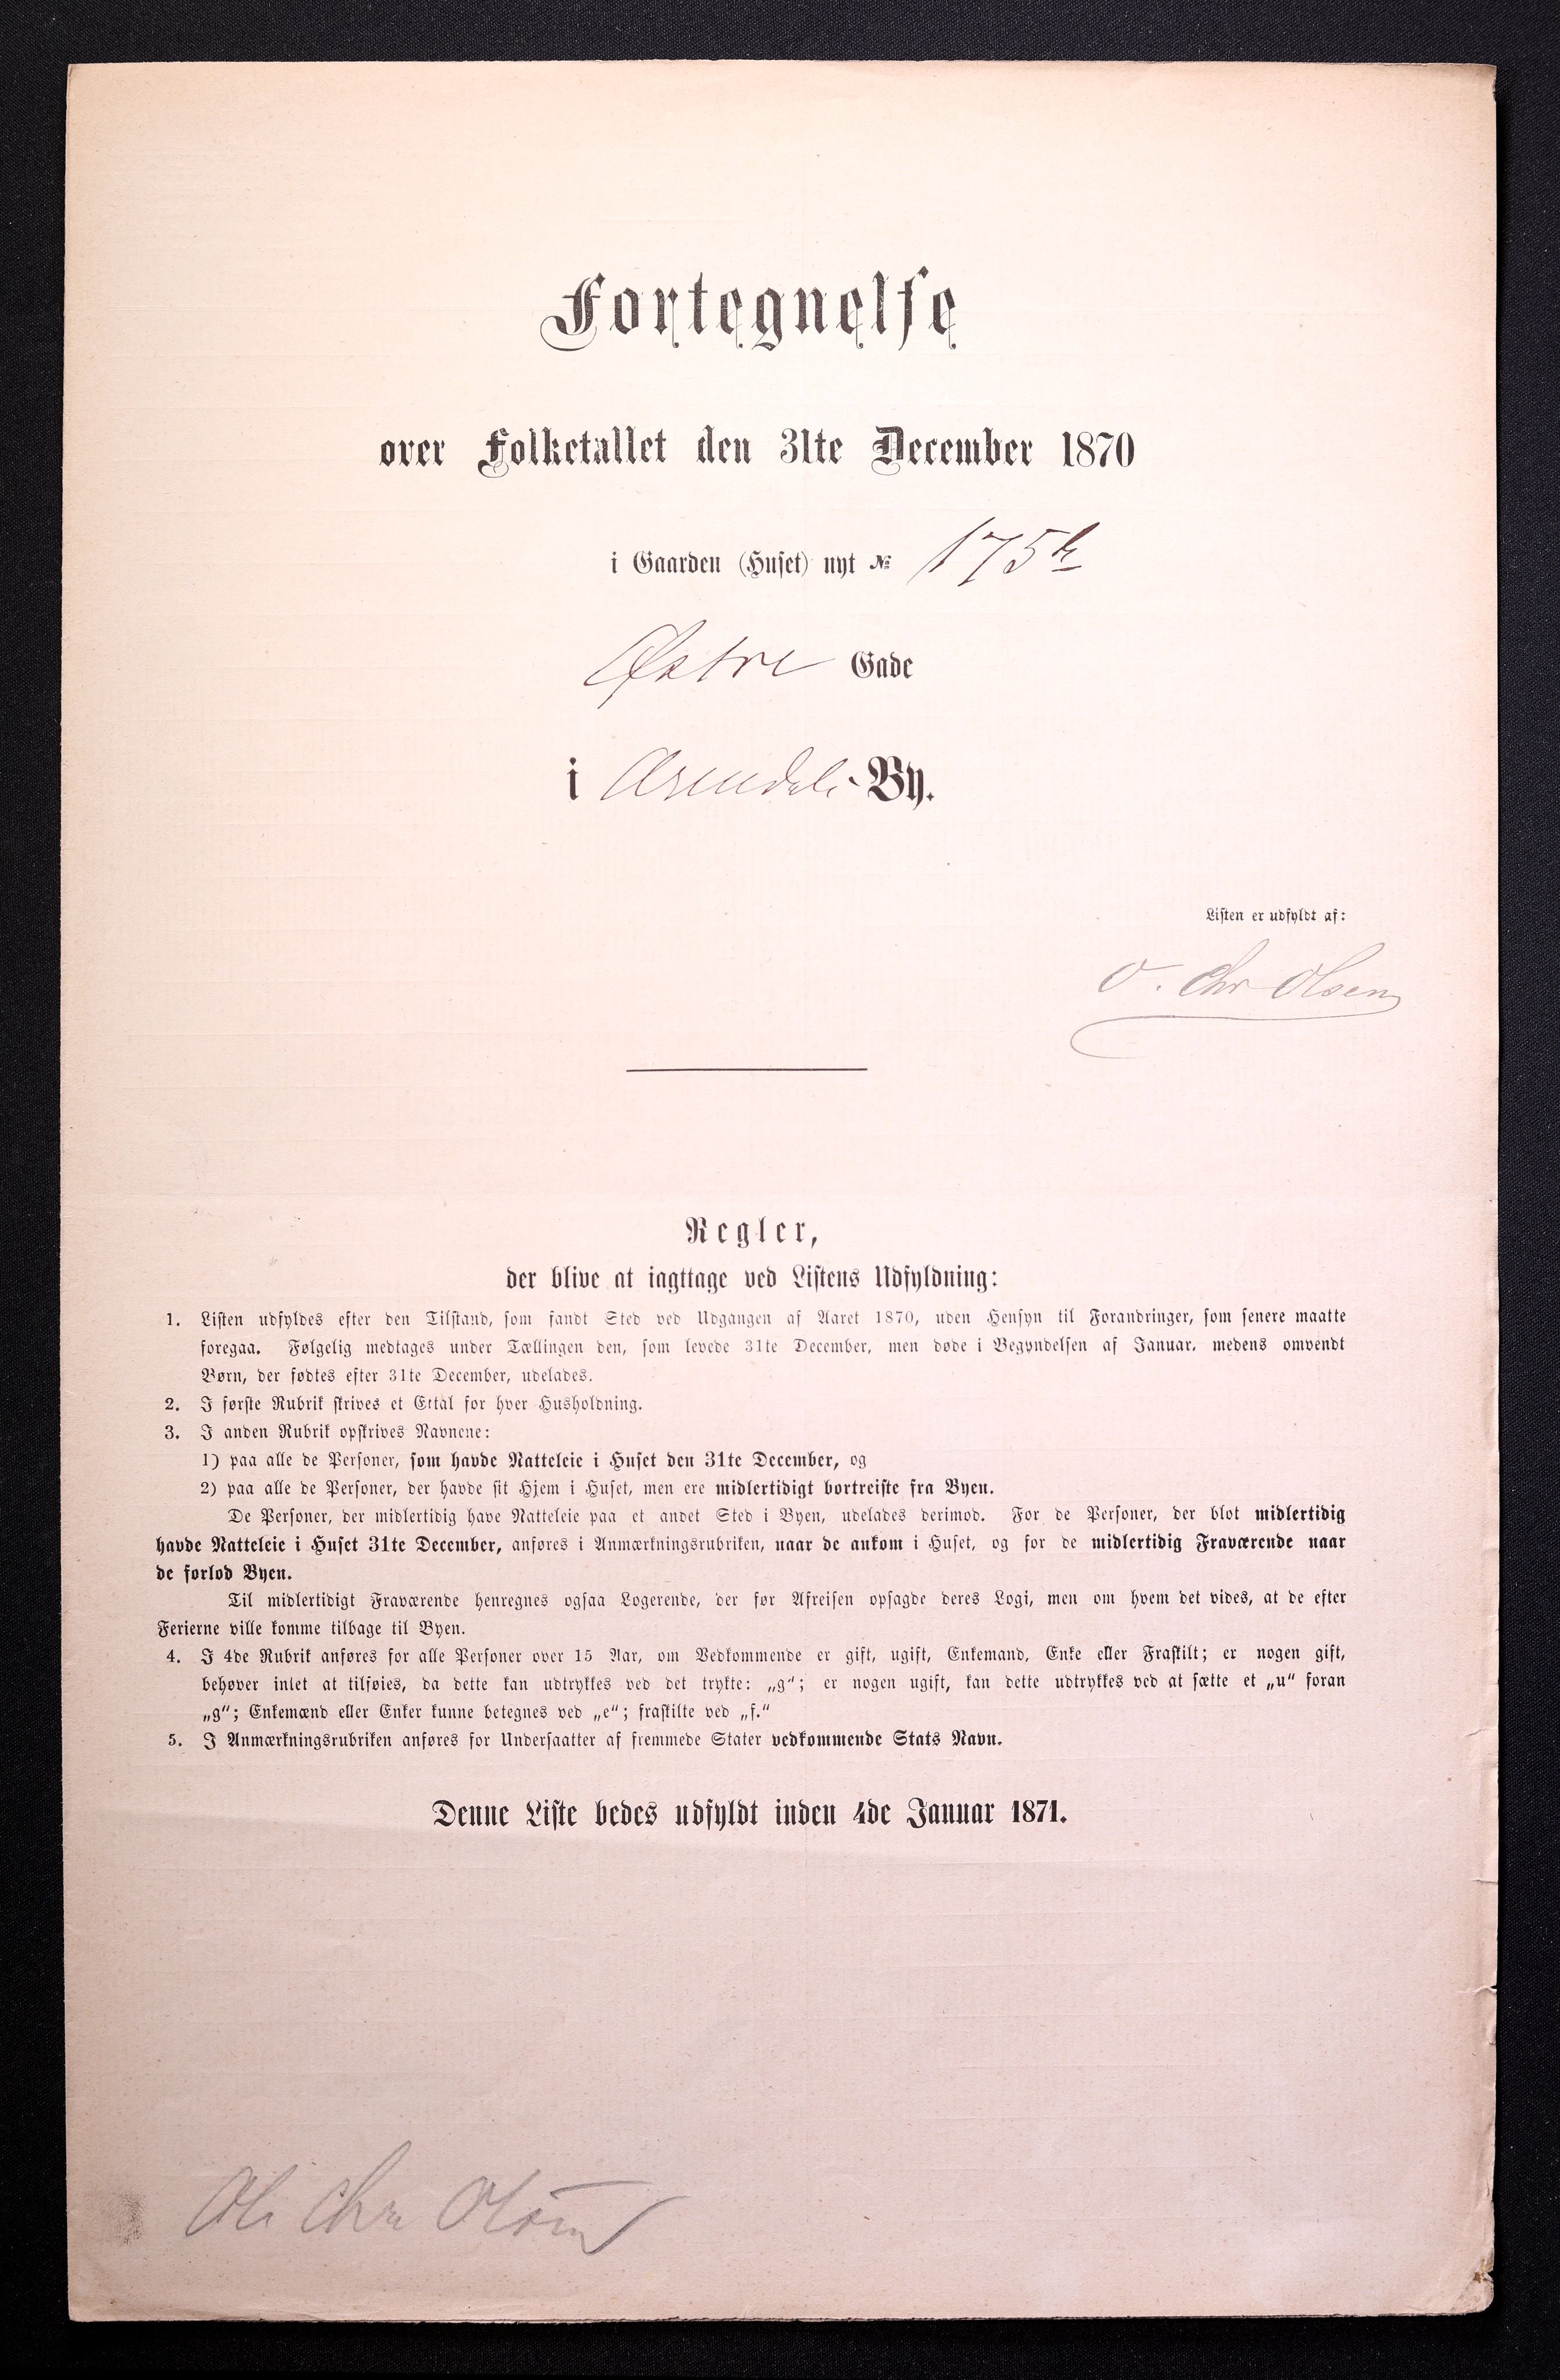 Fortegnelse
over Folketallet den 31te December 1870
i Gaarden (Huset) nyt № 175b
Østre Gade
i Arendals By.
Listen er udfyldt af:
O. Chr Olsen
Regler,
der blive at iagttage ved Listens Udfyldning:
1. Listen udfyldes efter den Tilstand, som fandt Sted ved Udgangen af Aaret 1870, uden Hensyn til Forandringer, som senere maatte
foregaa. Følgelig medtages under Tællingen den, som levede 31te December, men døde i Begyndelsen af Januar, medens omvendt
Børn, der fødtes efter 31te December, udelades.
2. I første Rubrik skrives et Ettal for hver Husholdning.
3. I anden Rubrik opskrives Navnene:
1) paa alle de Personer, som havde Natteleie i Huset den 31te December, og
2) paa alle de Personer, der havde sit Hjem i Huset, men ere midlertidigt bortreiste fra Byen.
De Personer, der midlertidig have Natteleie paa et andet Sted i Byen, udelades derimod. For de Personer, der blot midlertidig
havde Natteleie i Huset 31te December, anføres i Anmærkningsrubriken, naar de ankom i Huset, og for de midlertidig Fraværende naar
de forlod Byen.
Til midlertidigt Fraværende henregnes ogsaa Logerende, der før Afreisen opsagde deres Logi, men om hvem det vides, at de efter
Ferierne ville komme tilbage til Byen.
4. I 4de Rubrik anføres for alle Personer over 15 Aar, om Vedkommende er gift, ugift, Enkemand, Enke eller Fraskilt; er nogen gift,
behøver intet at tilføies, da dette kan udtrykkes ved det trykte: „g“; er nogen ugift, kan dette udtrykkes ved at sætte et „u“ foran
„g“; Enkemænd eller Enker kunne betegnes ved „e“; fraskilte ved „f.“
5. I Anmærkningsrubriken anføres for Undersaatter af fremmede Stater vedkommende Stats Navn.
Denne Liste bedes udfyldt inden 4de Januar 1871.
Ole Chr Olsen